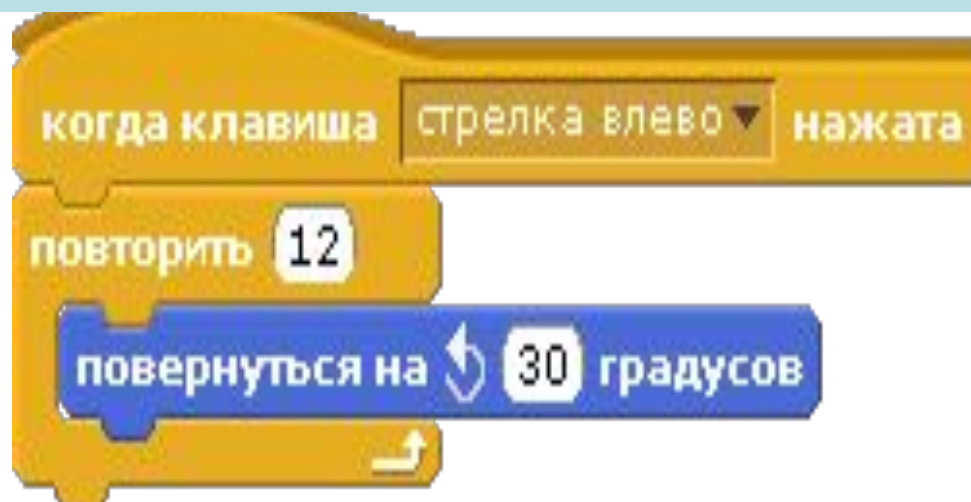 когда клавиша стрелка влево нажата
повторить 12
повернуться на 30 градусов